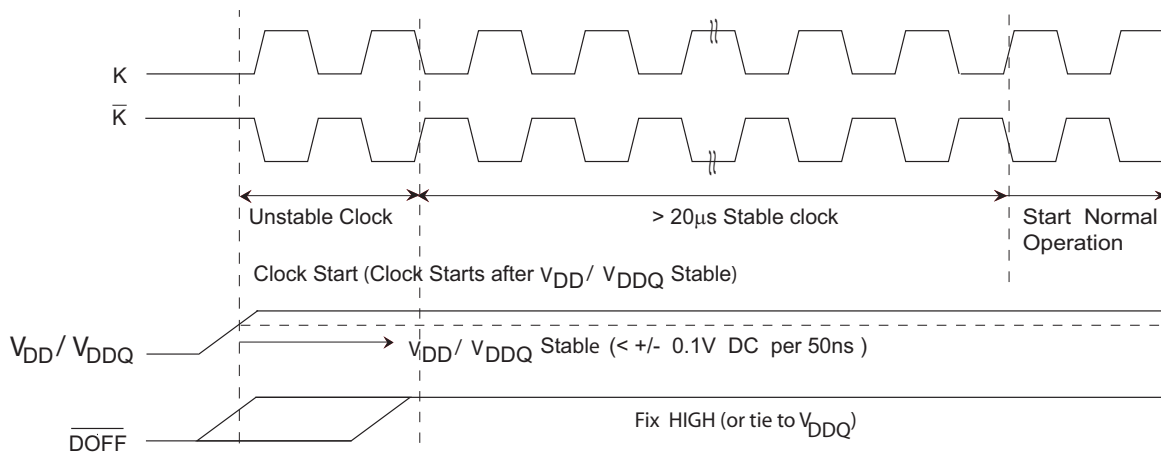 K
K
Unstable Clock
> 20μs Stable clock
Start Normal
Operation
Clock Start (Clock Starts after VDD/ VDDQ Stable)
VDD/ VDDQ
VDD/ VDDQ Stable (< +/- 0.1V DC per 50ns )
Fix HIGH (or tie to VDDQ)
DOFF